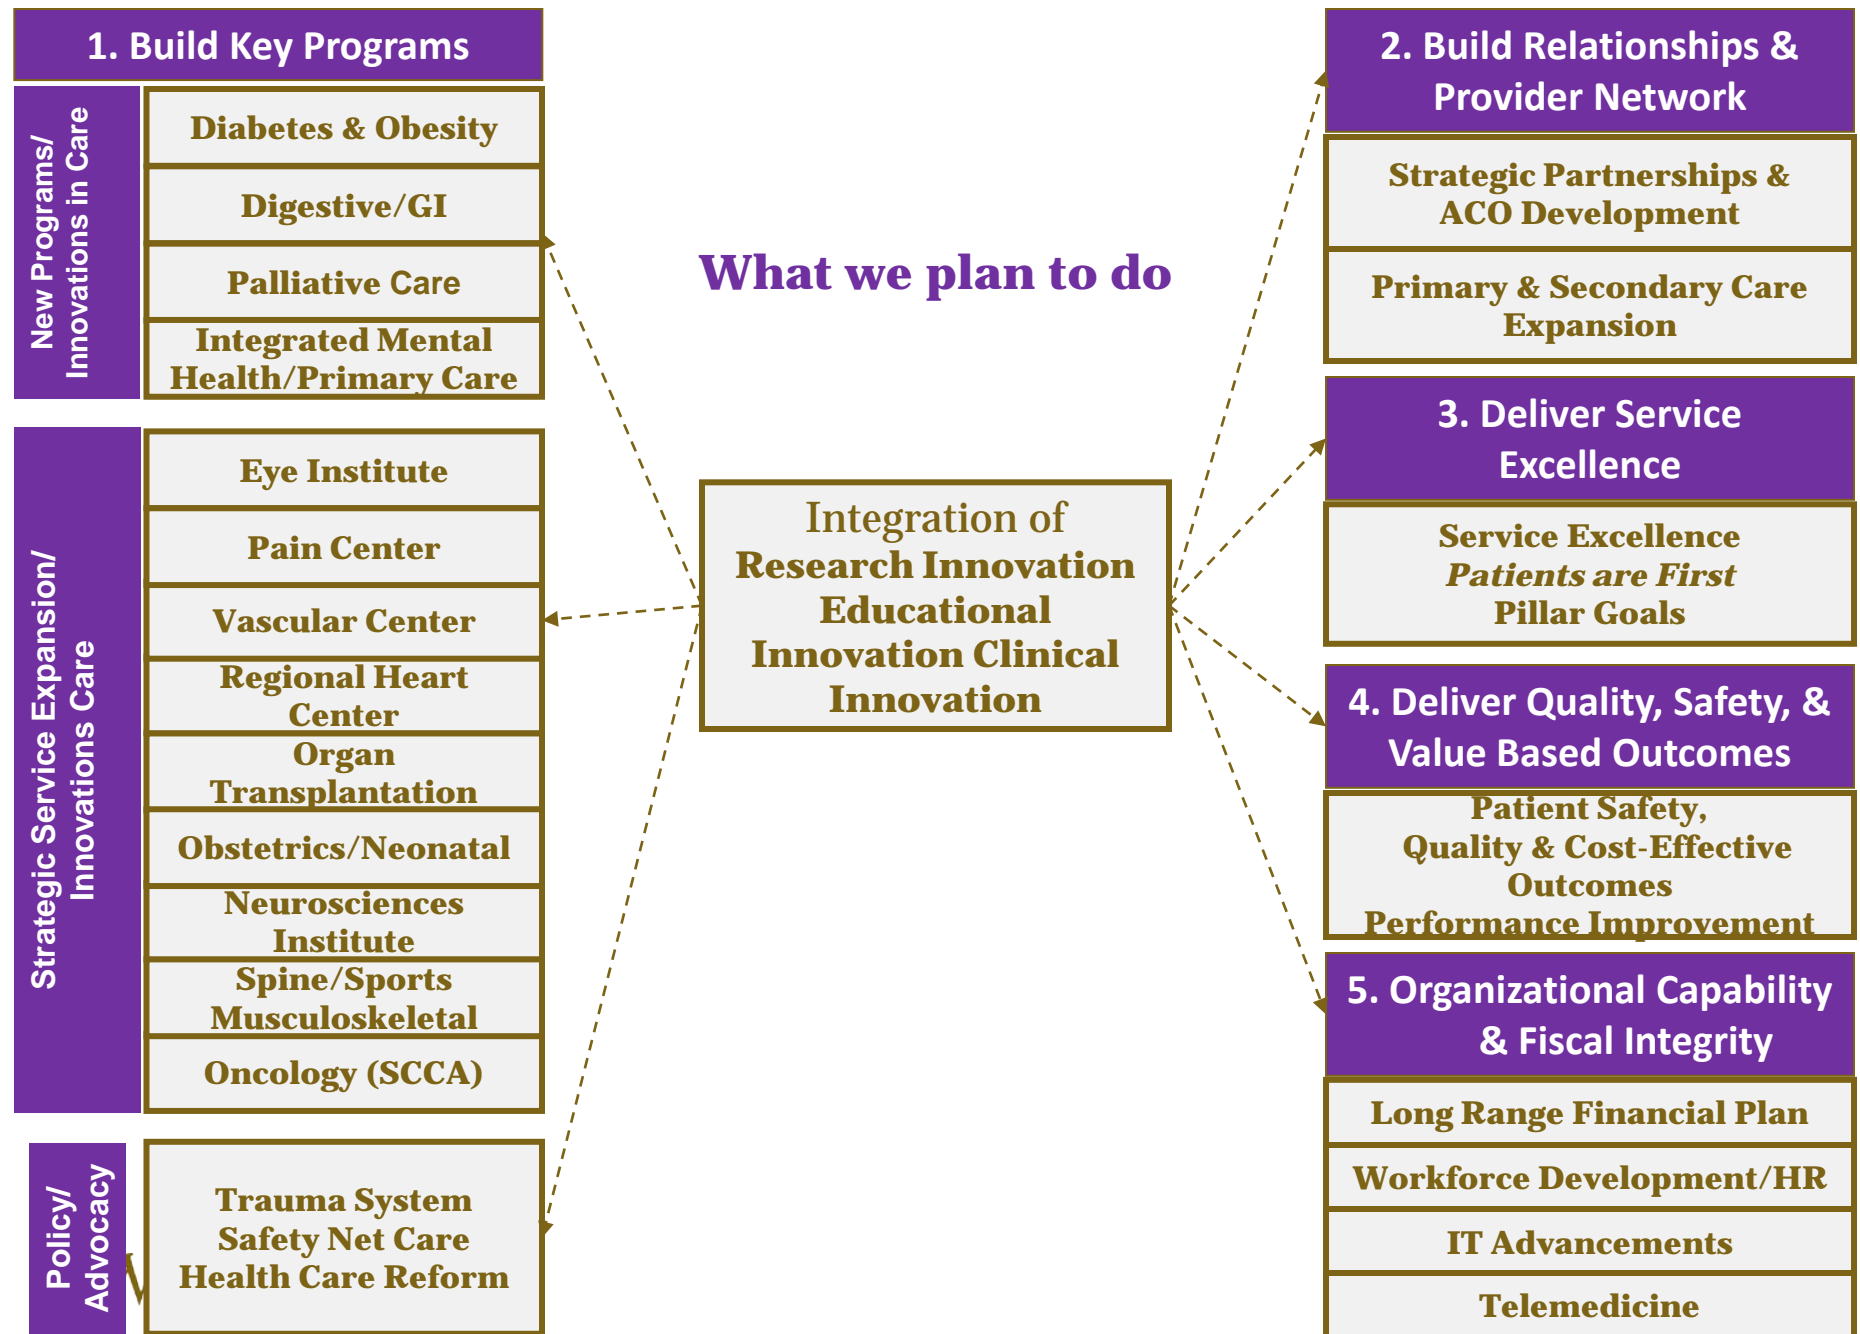 1. Build Key Programs
New Programs/
Innovations in Care
Diabetes & Obesity
Digestive/GI
Palliative Care
Integrated Mental
Health/Primary Care
Strategic Service Expansion/
Innovations Care
Eye Institute
Pain Center
Vascular Center
Regional Heart
Center
Organ
Transplantation
Obstetrics/Neonatal
Neurosciences
Institute
Spine/Sports
Musculoskeletal
Oncology (SCCA)
Policy/
Advocacy
Trauma System
Safety Net Care
Health Care Reform
What we plan to do
Integration of
Research Innovation
Educational
Innovation Clinical
Innovation
2. Build Relationships &
Provider Network
Strategic Partnerships &
ACO Development
Primary & Secondary Care
Expansion
3. Deliver Service
Excellence
Service Excellence
Patients are First
Pillar Goals
4. Deliver Quality, Safety, &
Value Based Outcomes
Patient Safety,
Quality & Cost-Effective
Outcomes
Performance Improvement
5. Organizational Capability
& Fiscal Integrity
Long Range Financial Plan
Workforce Development/HR
IT Advancements
Telemedicine